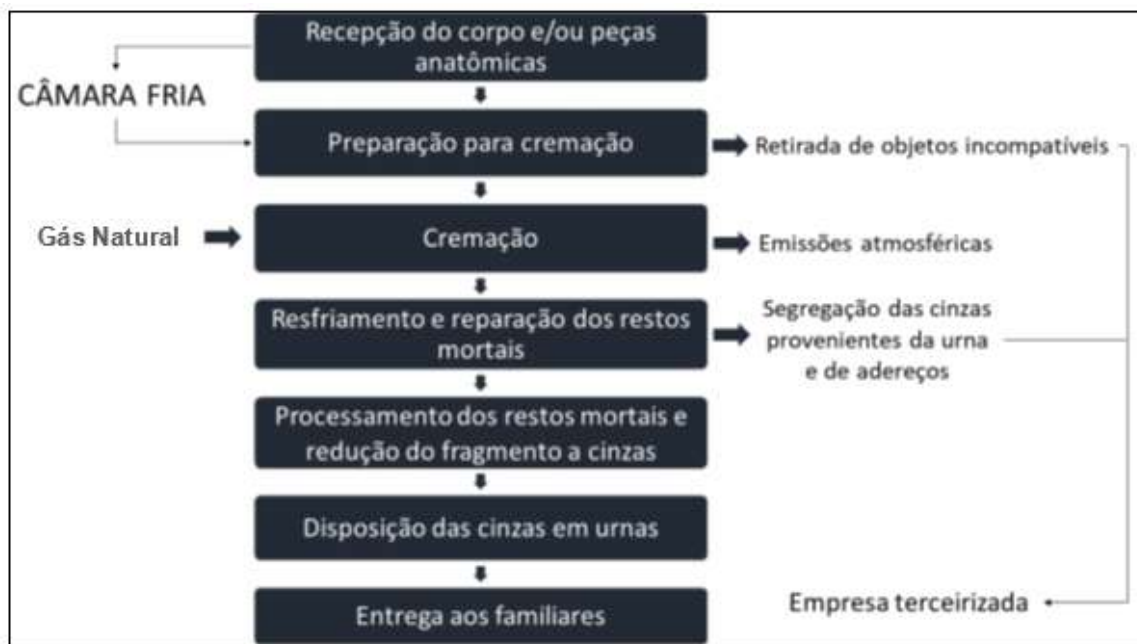 Recepção do corpo e/ou peças
anatômicas
CÂMARA FRIA
Preparação para cremação
Retirada de objetos incompatíveis
Gás Natural
Cremação
Emissões atmosféricas
Resfriamento e reparação dos restos
mortais
Segregação das cinzas
provenientes da urna
e de adereços
Processamento dos restos mortais e
redução do fragmento a cinzas
Disposição das cinzas em urnas
Entrega aos familiares
Empresa terceirizada